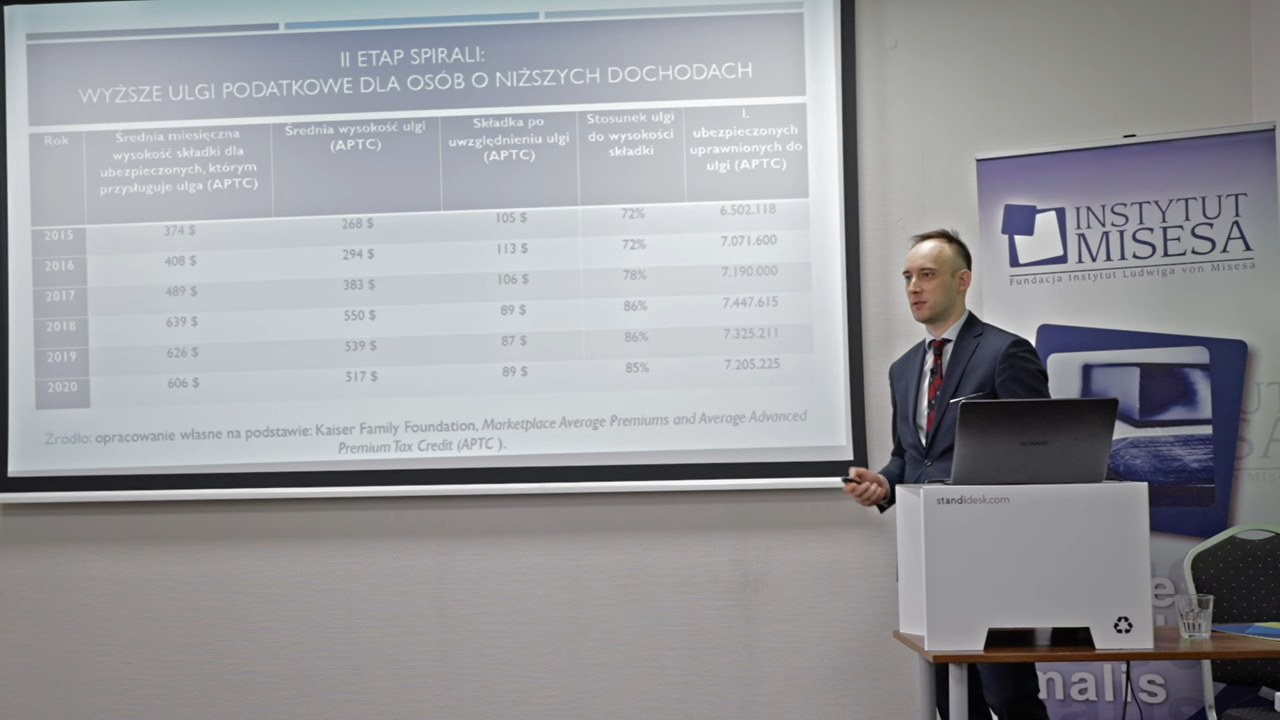 II ETAP SPIRALI:
WYŻSZE ULGI PODATKOWE DLA OSÓB O NIŻSZYCH DOCHODACH
Rok
Średnia miesięczna
wysokość składki dla
ubezpieczonych, którym
przysługuje ulga (APTC)
Średnia wysokość ulgi
(APTC)
Składka po
uwzględnieniu ulgi
(APTC)
Stosunek ulgi
do wysokości
składki
l.
ubezpieczonych
uprawnionych do
ulgi (APTC)
2015 374 $ 268 $ 105 $ 72% 6.502.118
2016 408 $ 294 $ 113 $ 72% 7.071.600
2017 489 $ 383 $ 106 $ 78% 7.190.000
2018 639 $ 550 $ 89 $ 86% 7.447.615
2019 626 $ 539 $ 87 $ 86% 7.325.211
2020 606 $ 517 $ 89 $ 85% 7.205.225
Źródło: opracowanie własne na podstawie: Kaiser Family Foundation, Marketplace Average Premiums and Average Advanced
Premium Tax Credit (APTC ).
INSTYTUT
MISESA
Fundacja Instytut Ludwiga von Misesa
standidesk.com